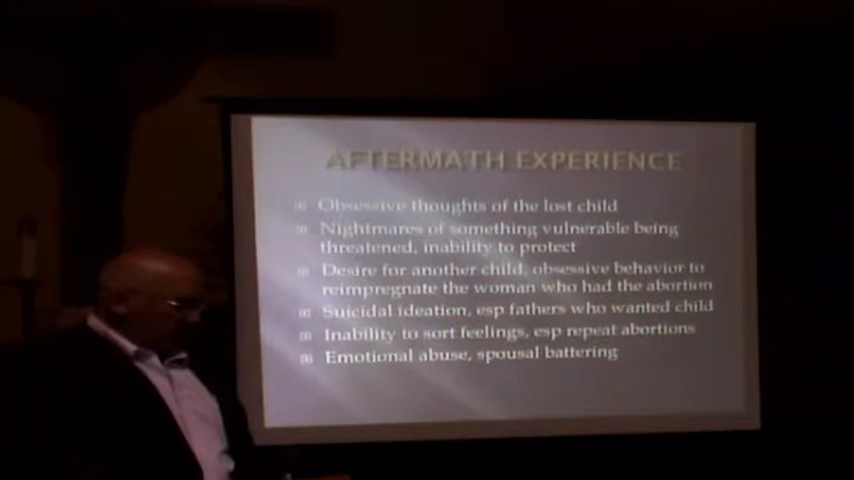 AFTERMATH EXPERIENCE
Obsessive thoughts of the lost child
Nightmares of something vulnerable being
threatened, inability to protect
Desire for another child, obsessive behavior to
reimpregnate the woman who had the abortion
Suicidal ideation, esp fathers who wanted child
Inability to sort feelings, esp repeat abortions
Emotional abuse, spousal battering